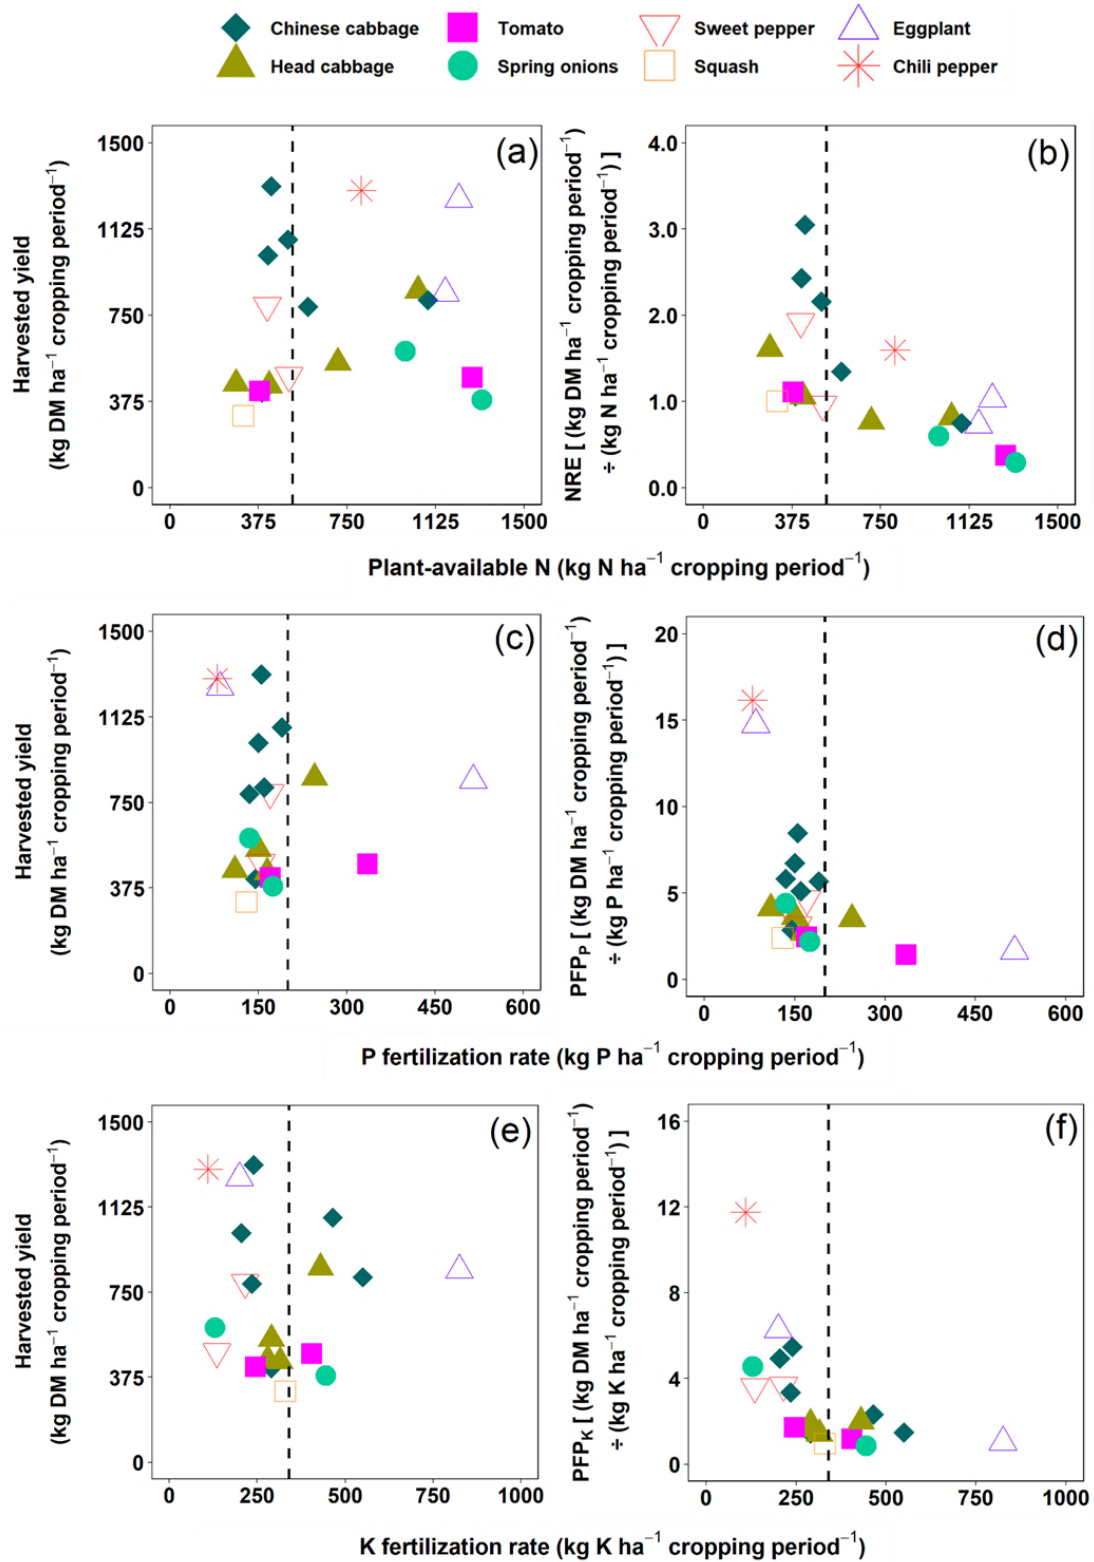 Chinese cabbage Tomato Sweet pepper Eggplant
Head cabbage Spring onions Squash Chili pepper
(a)
Harvested yield
(kg DM ha⁻¹ cropping period⁻¹)
1500
1125
750
375
0
0 375 750 1125 1500
(b)
NRE [ (kg DM ha⁻¹ cropping period⁻¹)
÷ (kg N ha⁻¹ cropping period⁻¹) ]
4.0
3.0
2.0
1.0
0.0
0 375 750 1125 1500
Plant-available N (kg N ha⁻¹ cropping period⁻¹)
(c)
Harvested yield
(kg DM ha⁻¹ cropping period⁻¹)
1500
1125
750
375
0
0 150 300 450 600
(d)
PFP_P [ (kg DM ha⁻¹ cropping period⁻¹)
÷ (kg P ha⁻¹ cropping period⁻¹) ]
20
15
10
5
0
0 150 300 450 600
P fertilization rate (kg P ha⁻¹ cropping period⁻¹)
(e)
Harvested yield
(kg DM ha⁻¹ cropping period⁻¹)
1500
1125
750
375
0
0 250 500 750 1000
(f)
PFP_K [ (kg DM ha⁻¹ cropping period⁻¹)
÷ (kg K ha⁻¹ cropping period⁻¹) ]
16
12
8
4
0
0 250 500 750 1000
K fertilization rate (kg K ha⁻¹ cropping period⁻¹)